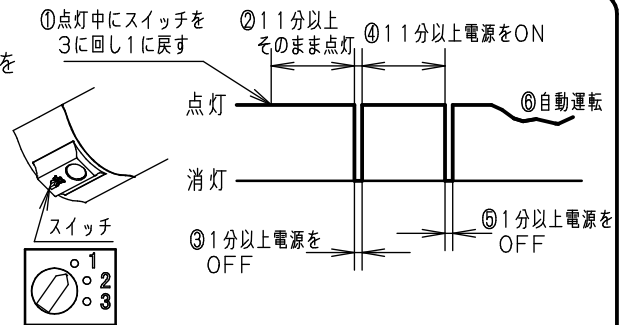 ①点灯中にスイッチを
3に回し1に戻す
②11分以上
そのまま点灯
④11分以上電源をON
を
点灯
⑥自動運転
消灯
スイッチ
③1分以上電源を
OFF
⑤1分以上電源を
OFF
1
2
3